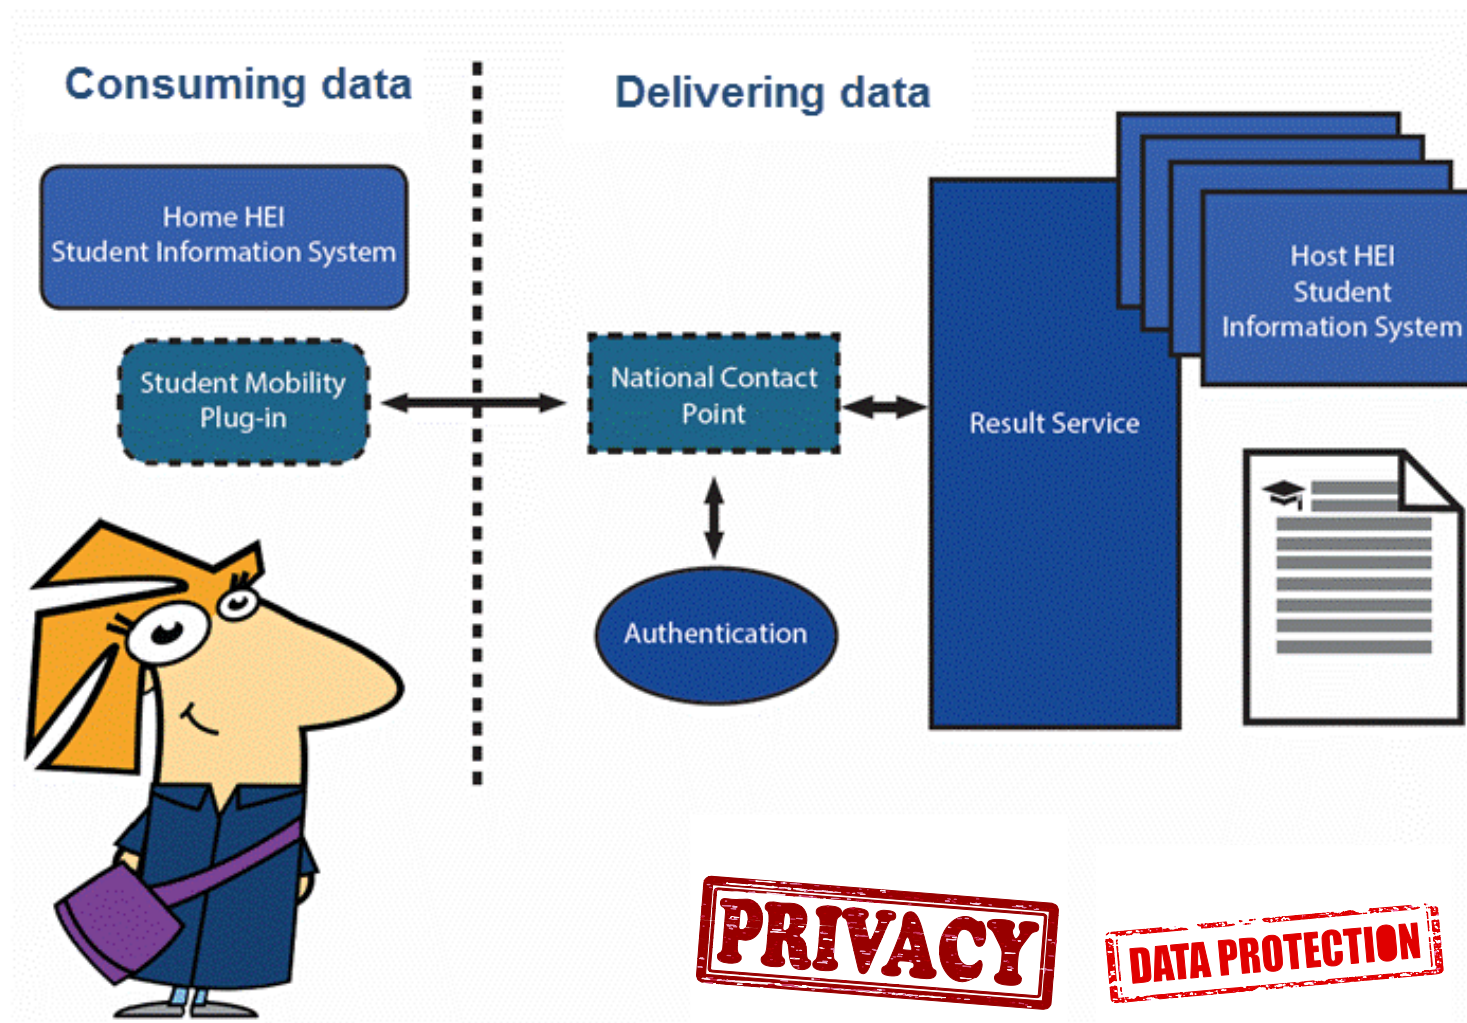 Consuming data
Delivering data
Home HEI
Student Information System
Student Mobility
Plug-in
National Contact
Point
Authentication
Result Service
Host HEI
Student
Information System
PRIVACY
DATA PROTECTION